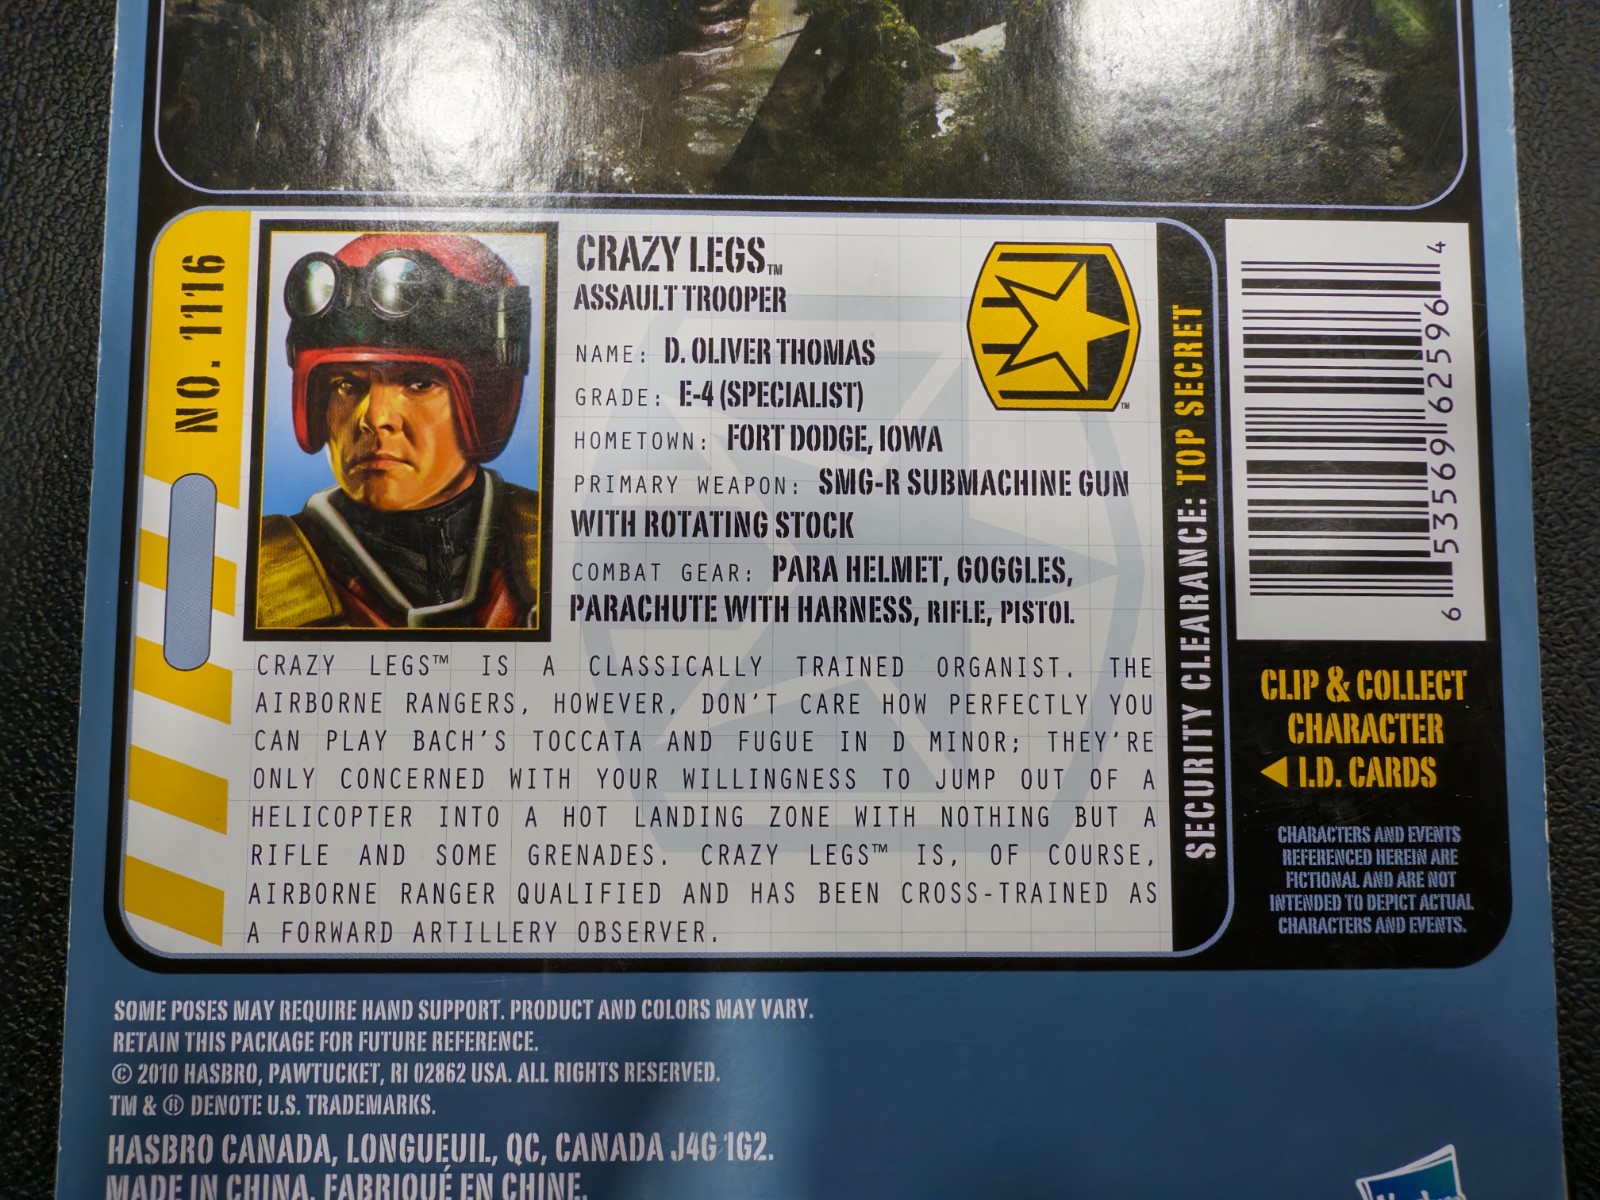 NO. 1116
CRAZY LEGS™
ASSAULT TROOPER
NAME: D. OLIVER THOMAS
GRADE: E-4 (SPECIALIST)
HOMETOWN: FORT DODGE, IOWA
PRIMARY WEAPON: SMG-R SUBMACHINE GUN
WITH ROTATING STOCK
COMBAT GEAR: PARA HELMET, GOGGLES,
PARACHUTE WITH HARNESS, RIFLE, PISTOL.
TM
CRAZY LEGS™ IS A CLASSICALLY TRAINED ORGANIST. THE
AIRBORNE RANGERS, HOWEVER, DON'T CARE HOW PERFECTLY YOU
CAN PLAY BACH'S TOCCATA AND FUGUE IN D MINOR; THEY'RE
ONLY CONCERNED WITH YOUR WILLINGNESS TO JUMP OUT OF A
HELICOPTER INTO A HOT LANDING ZONE WITH NOTHING BUT A
RIFLE AND SOME GRENADES. CRAZY LEGS™ IS, OF COURSE,
AIRBORNE RANGER QUALIFIED AND HAS BEEN CROSS-TRAINED AS
A FORWARD ARTILLERY OBSERVER.
SECURITY CLEARANCE: TOP SECRET
6 53569 62596 4
CLIP & COLLECT
CHARACTER
I.D. CARDS
CHARACTERS AND EVENTS
REFERENCED HEREIN ARE
FICTIONAL AND ARE NOT
INTENDED TO DEPICT ACTUAL
CHARACTERS AND EVENTS.
SOME POSES MAY REQUIRE HAND SUPPORT. PRODUCT AND COLORS MAY VARY.
RETAIN THIS PACKAGE FOR FUTURE REFERENCE.
© 2010 HASBRO, PAWTUCKET, RI 02862 USA. ALL RIGHTS RESERVED.
TM & ® DENOTE U.S. TRADEMARKS.
HASBRO CANADA, LONGUEUIL, QC, CANADA J4G 1G2.
MADE IN CHINA. FABRIQUÉ EN CHINE.